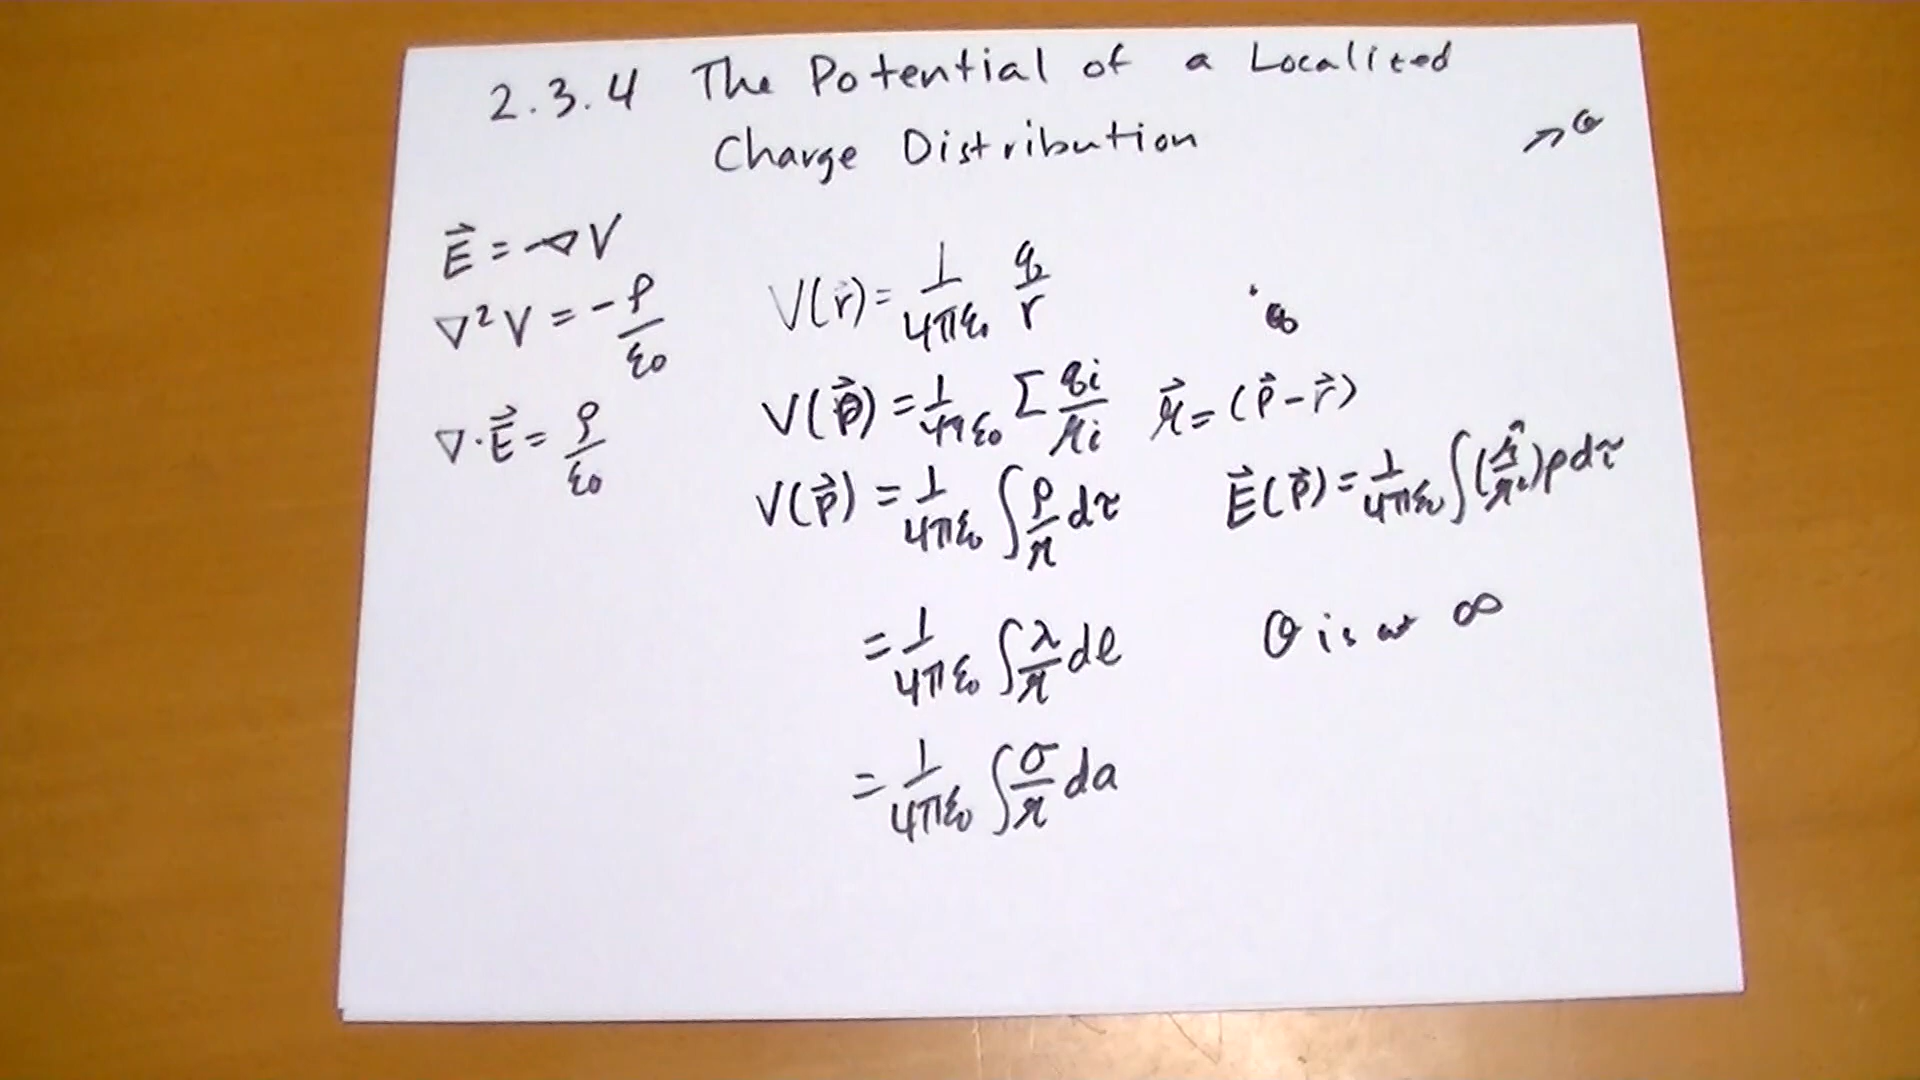 2.3.4 The Potential of a Localized
Charge Distribution
→ O
E⃗ = -∇V
∇²V = -ρ/ε₀
∇·E⃗ = ρ/ε₀
V(r⃗) = 1/4πε₀ q/r
V(p⃗) = 1/4πε₀ Σ qi/𝓇i 𝓇⃗ = (p⃗ - r⃗)
V(p⃗) = 1/4πε₀ ∫ρ/𝓇 dτ E⃗(p⃗) = 1/4πε₀ ∫(𝓇̂/𝓇²)ρdτ
= 1/4πε₀ ∫λ/𝓇 dl O is at ∞
= 1/4πε₀ ∫σ/𝓇 da